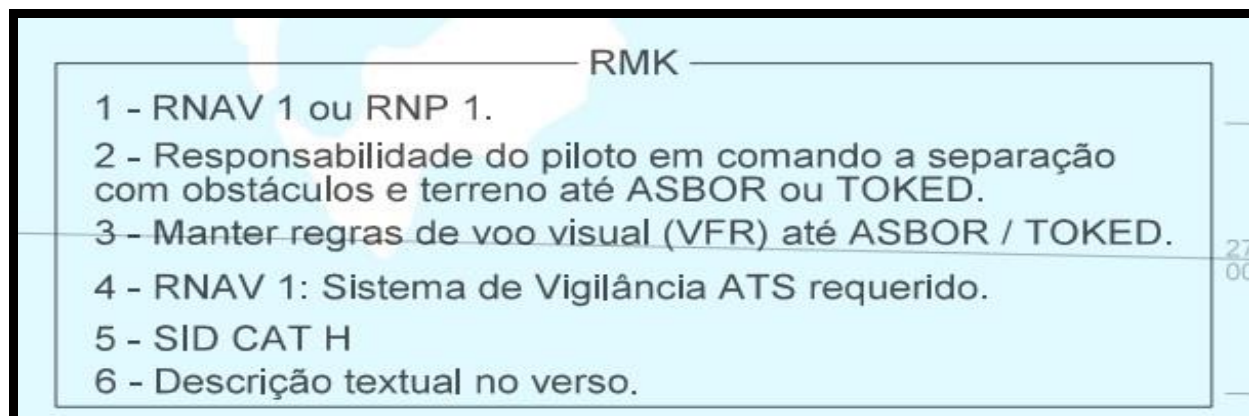 RMK
1 - RNAV 1 ou RNP 1.
2 - Responsabilidade do piloto em comando a separação
com obstáculos e terreno até ASBOR ou TOKED.
3 - Manter regras de voo visual (VFR) até ASBOR / TOKED.
27
00
4 - RNAV 1: Sistema de Vigilância ATS requerido.
5 - SID CAT H
6 - Descrição textual no verso.